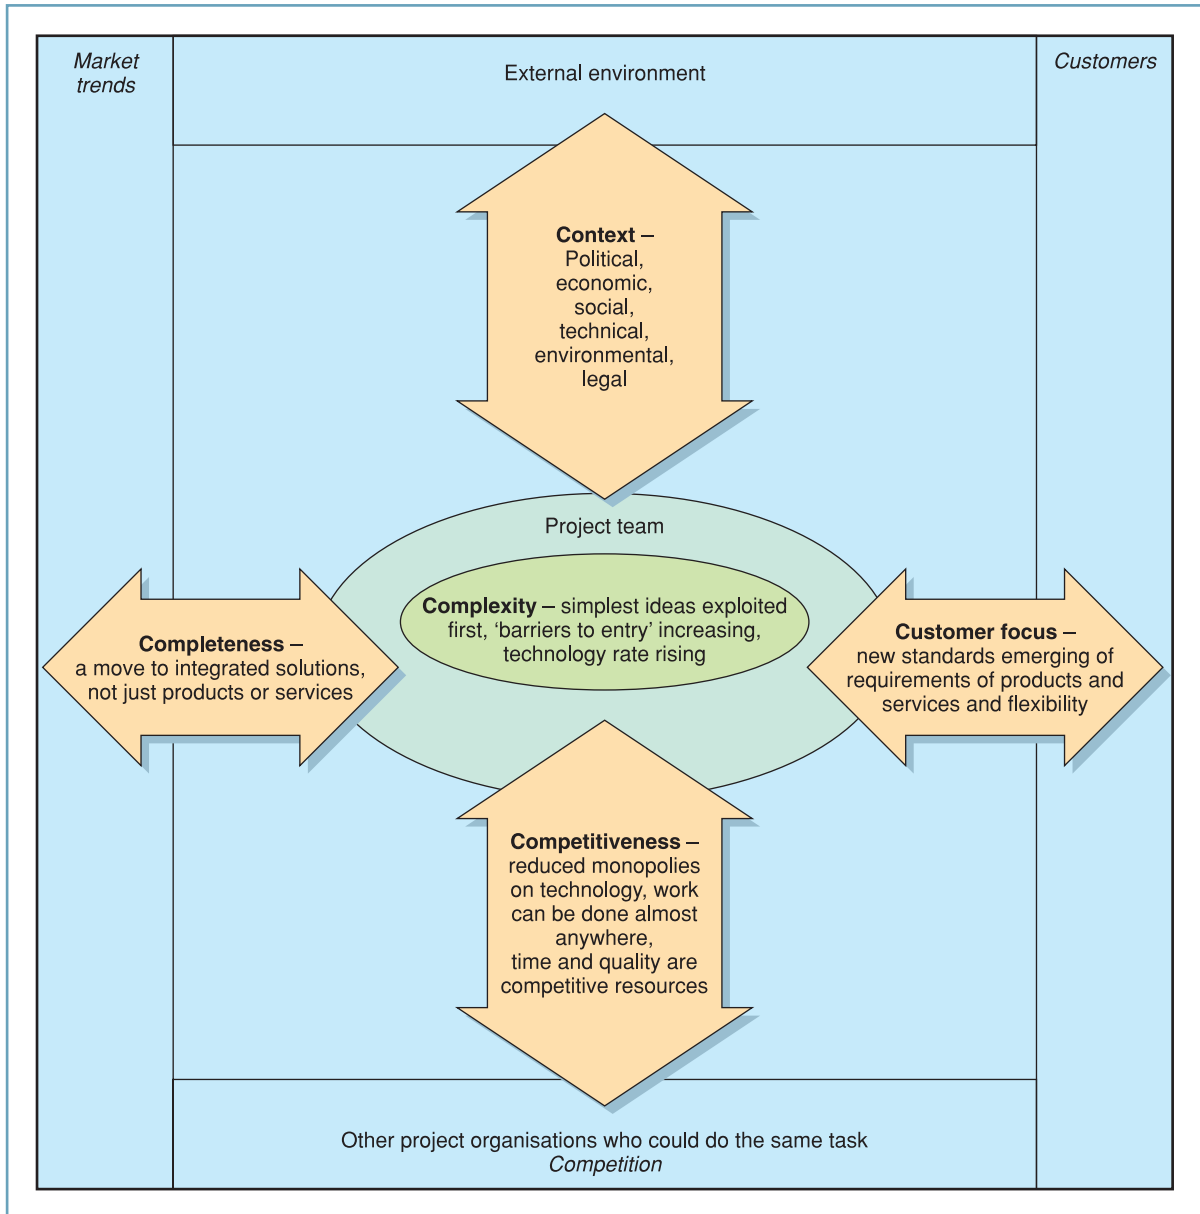 Market
trends
External environment
Customers
Context –
Political,
economic,
social,
technical,
environmental,
legal
Project team
Complexity – simplest ideas exploited
first, ‘barriers to entry’ increasing,
technology rate rising
Completeness –
a move to integrated solutions,
not just products or services
Customer focus –
new standards emerging of
requirements of products and
services and flexibility
Competitiveness –
reduced monopolies
on technology, work
can be done almost
anywhere,
time and quality are
competitive resources
Other project organisations who could do the same task
Competition